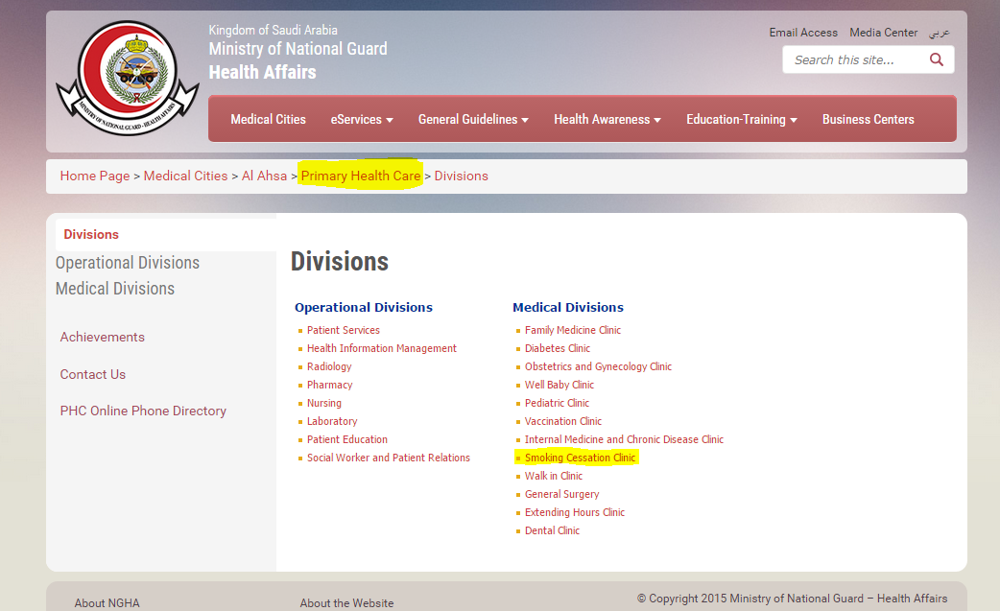 Kingdom of Saudi Arabia
Ministry of National Guard
Health Affairs
MINISTRY OF NATIONAL GUARD - HEALTH AFFAIRS
Email Access Media Center عربي
Search this site...
Medical Cities eServices General Guidelines Health Awareness Education-Training Business Centers
Home Page > Medical Cities > Al Ahsa > Primary Health Care > Divisions
Divisions
Operational Divisions
Medical Divisions
Achievements
Contact Us
PHC Online Phone Directory
Divisions
Operational Divisions
Patient Services
Health Information Management
Radiology
Pharmacy
Nursing
Laboratory
Patient Education
Social Worker and Patient Relations
Medical Divisions
Family Medicine Clinic
Diabetes Clinic
Obstetrics and Gynecology Clinic
Well Baby Clinic
Pediatric Clinic
Vaccination Clinic
Internal Medicine and Chronic Disease Clinic
Smoking Cessation Clinic
Walk in Clinic
General Surgery
Extending Hours Clinic
Dental Clinic
About NGHA
About the Website
© Copyright 2015 Ministry of National Guard – Health Affairs